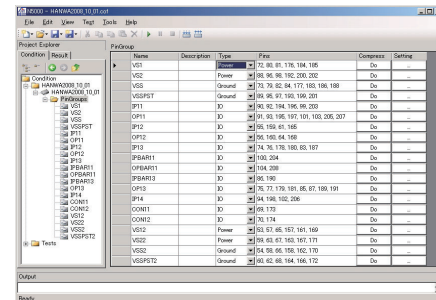 N5000 - HANWA2008_10_01.cof
File Edit View Test Tools Help
Project Explorer
Condition Result
Condition
HANWA2008_10_01
HANWA2008_10_01
PinGroups
VS1
VS2
VSS
VSSPST
IP11
OP11
IP12
OP12
IP13
IPBAR11
OPBAR11
IPBAR13
OP13
IP14
CON11
CON12
VS12
VS22
VSS2
VSSPST2
Tests
PinGroup
Name Description Type Pins Compress Setting
VS1 Power 72, 80, 81, 176, 184, 185 Do ...
VS2 Power 88, 96, 98, 192, 200, 202 Do ...
VSS Ground 73, 79, 82, 84, 177, 183, 186, 188 Do ...
VSSPST Ground 89, 95, 97, 193, 199, 201 Do ...
IP11 IO 90, 92, 94, 196, 99, 203 Do ...
OP11 IO 91, 93, 195, 197, 101, 103, 205, 207 Do ...
IP12 IO 55, 159, 61, 165 Do ...
OP12 IO 56, 160, 64, 168 Do ...
IP13 IO 74, 76, 178, 180, 83, 187 Do ...
IPBAR11 IO 100, 204 Do ...
OPBAR11 IO 104, 208 Do ...
IPBAR13 IO 86, 190 Do ...
OP13 IO 75, 77, 179, 181, 85, 87, 189, 191 Do ...
IP14 IO 94, 198, 102, 206 Do ...
CON11 IO 69, 173 Do ...
CON12 IO 70, 174 Do ...
VS12 Power 53, 57, 65, 157, 161, 169 Do ...
VS22 Power 59, 63, 67, 163, 167, 171 Do ...
VSS2 Ground 54, 58, 66, 158, 162, 170 Do ...
VSSPST2 Ground 60, 62, 68, 164, 166, 172 Do ...
Output
Ready